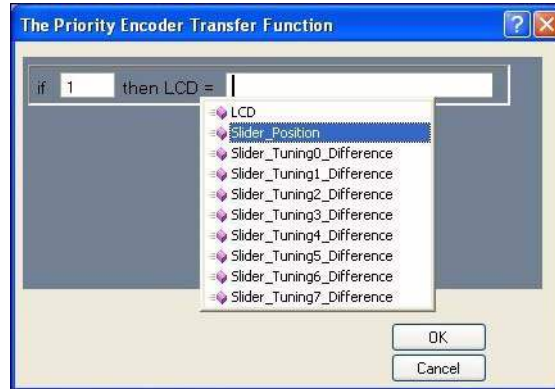 The Priority Encoder Transfer Function
if 1 then LCD =
LCD
Slider_Position
Slider_Tuning0_Difference
Slider_Tuning1_Difference
Slider_Tuning2_Difference
Slider_Tuning3_Difference
Slider_Tuning4_Difference
Slider_Tuning5_Difference
Slider_Tuning6_Difference
Slider_Tuning7_Difference
OK
Cancel